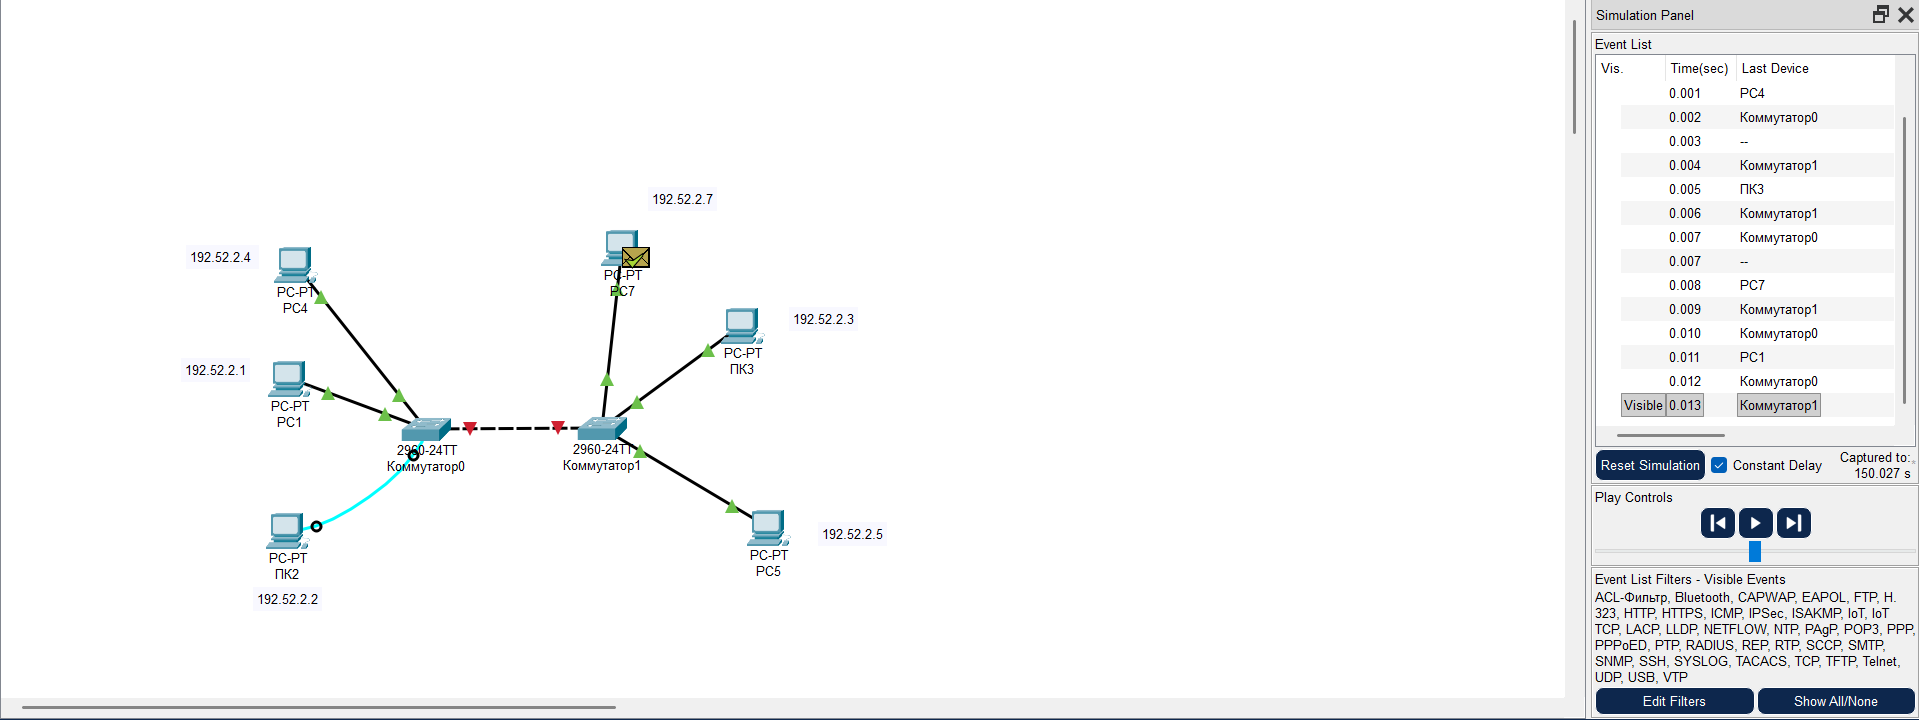 192.52.2.7
192.52.2.4
PC-PT
PC7
PC-PT
PC4
192.52.2.3
PC-PT
ПК3
192.52.2.1
PC-PT
PC1
2960-24TT
Коммутатор0
2960-24TT
Коммутатор1
192.52.2.5
PC-PT
PC5
PC-PT
ПК2
192.52.2.2
Simulation Panel
Event List
Vis. Time(sec) Last Device
0.001 PC4
0.002 Коммутатор0
0.003 --
0.004 Коммутатор1
0.005 ПК3
0.006 Коммутатор1
0.007 Коммутатор0
0.007 --
0.008 PC7
0.009 Коммутатор1
0.010 Коммутатор0
0.011 PC1
0.012 Коммутатор0
Visible 0.013 Коммутатор1
Reset Simulation Constant Delay Captured to:
150.027 s
Play Controls
Event List Filters - Visible Events
ACL-Фильтр, Bluetooth, CAPWAP, EAPOL, FTP, H.
323, HTTP, HTTPS, ICMP, IPSec, ISAKMP, IoT, IoT
TCP, LACP, LLDP, NETFLOW, NTP, PAgP, POP3, PPP,
PPPoED, PTP, RADIUS, REP, RTP, SCCP, SMTP,
SNMP, SSH, SYSLOG, TACACS, TCP, TFTP, Telnet,
UDP, USB, VTP
Edit Filters Show All/None